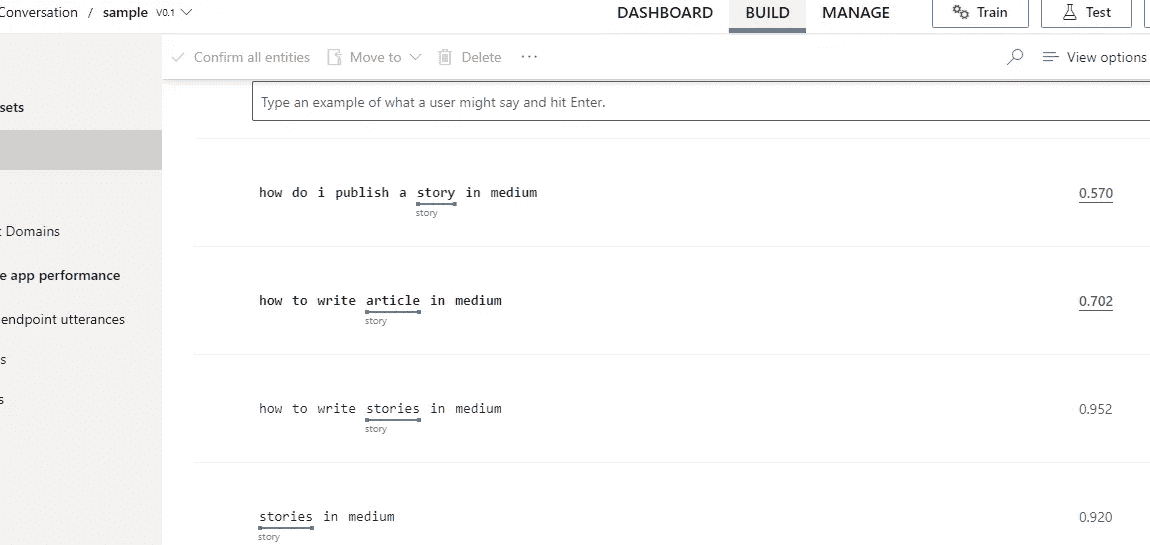 Conversation / sample V0.1 DASHBOARD BUILD MANAGE Train Test
Confirm all entities Move to Delete ... View options
sets
Type an example of what a user might say and hit Enter.
how do i publish a story in medium 0.570
story
Domains
e app performance
how to write article in medium 0.702
endpoint utterances
story
s
s
how to write stories in medium 0.952
story
stories in medium 0.920
story